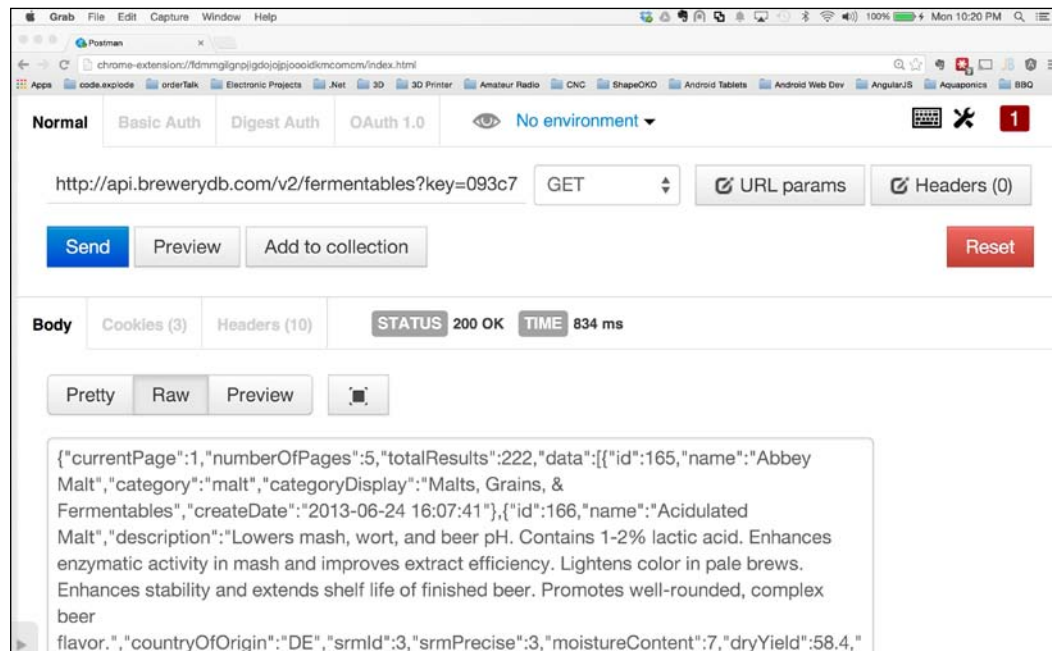 Grab File Edit Capture Window Help 100% Mon 10:20 PM
Postman
chrome-extension://fdmmgilgnpjigdojojpjoooidkmcomcm/index.html
Apps code.explode orderTalk Electronic Projects .Net 3D 3D Printer Amateur Radio CNC ShapeOKO Android Tablets Android Web Dev AngularJS Aquaponics BBQ
Normal Basic Auth Digest Auth OAuth 1.0 No environment 1
http://api.brewerydb.com/v2/fermentables?key=093c7 GET URL params Headers (0)
Send Preview Add to collection Reset
Body Cookies (3) Headers (10) STATUS 200 OK TIME 834 ms
Pretty Raw Preview
{"currentPage":1,"numberOfPages":5,"totalResults":222,"data":[{"id":165,"name":"Abbey
Malt","category":"malt","categoryDisplay":"Malts, Grains, &
Fermentables","createDate":"2013-06-24 16:07:41"},{"id":166,"name":"Acidulated
Malt","description":"Lowers mash, wort, and beer pH. Contains 1-2% lactic acid. Enhances
enzymatic activity in mash and improves extract efficiency. Lightens color in pale brews.
Enhances stability and extends shelf life of finished beer. Promotes well-rounded, complex
beer
flavor.","countryOfOrigin":"DE","srmId":3,"srmPrecise":3,"moistureContent":7,"dryYield":58.4,"